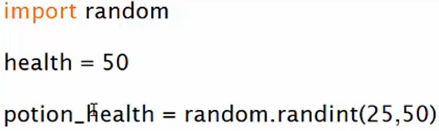 import random
health = 50
potion_health = random.randint(25,50)